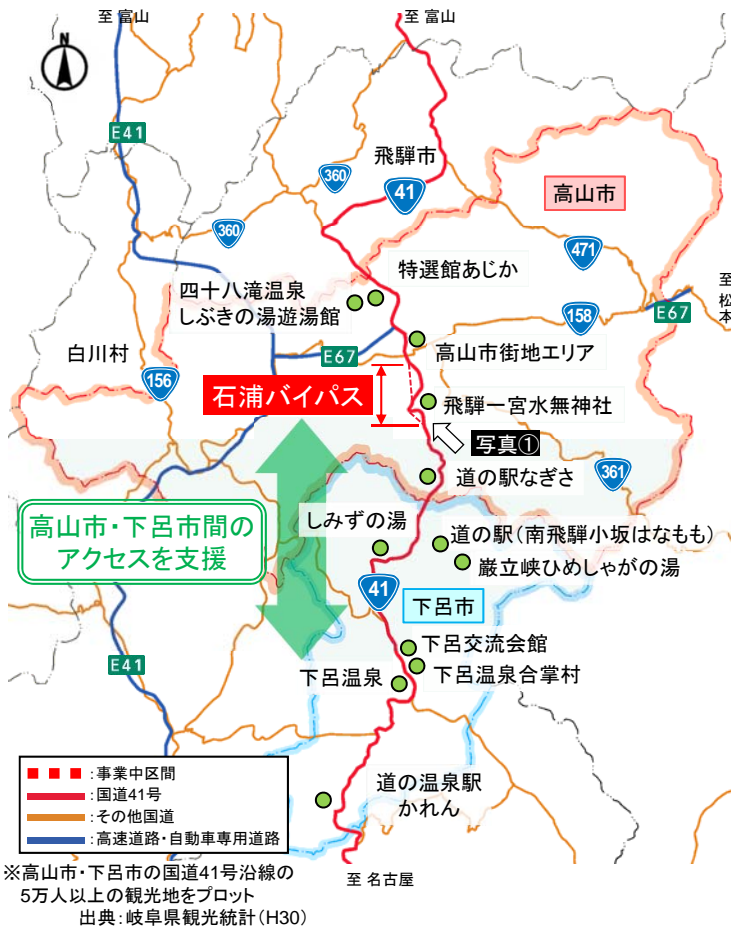 至 富山
至 富山
N
E41
飛騨市
360
41
高山市
360
471
特選館あじか
四十八滝温泉
しぶきの湯遊湯館
至
松
本
158
E67
白川村
E67
高山市街地エリア
156
石浦バイパス
飛騨一宮水無神社
写真①
道の駅なぎさ
361
高山市・下呂市間の
アクセスを支援
しみずの湯
道の駅(南飛騨小坂はなもも)
巌立峡ひめしゃがの湯
41
下呂市
下呂交流会館
E41
下呂温泉
下呂温泉合掌村
:事業中区間
:国道41号
:その他国道
:高速道路・自動車専用道路
道の温泉駅
かれん
※高山市・下呂市の国道41号沿線の
5万人以上の観光地をプロット
出典:岐阜県観光統計(H30)
至 名古屋